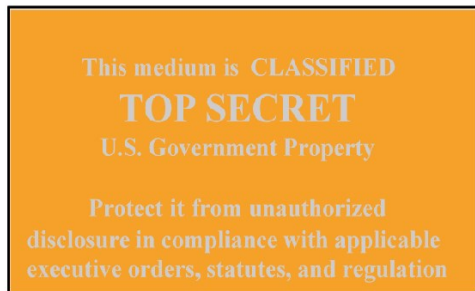 This medium is CLASSIFIED
TOP SECRET
U.S. Government Property
Protect it from unauthorized
disclosure in compliance with applicable
executive orders, statutes, and regulation